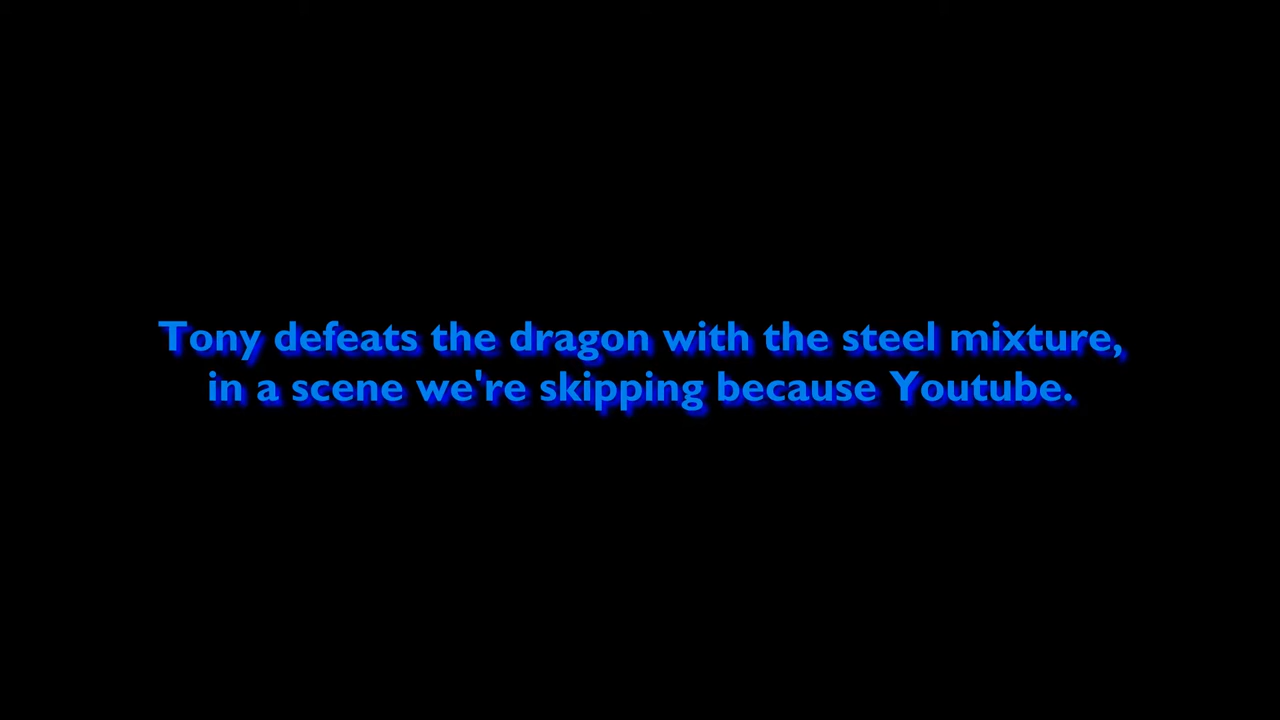 Tony defeats the dragon with the steel mixture,
in a scene we're skipping because Youtube.